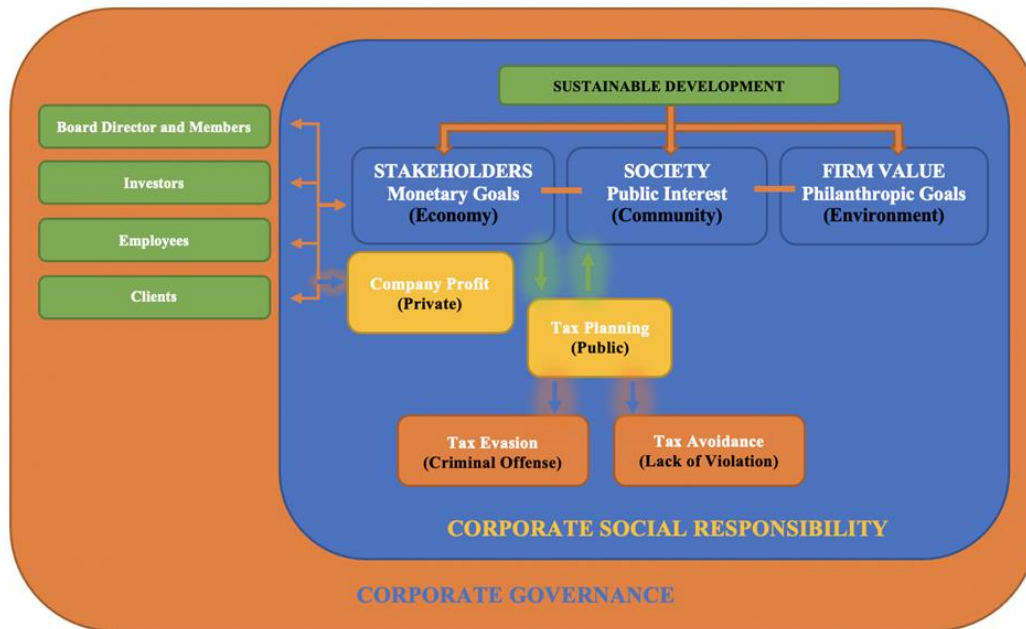 SUSTAINABLE DEVELOPMENT
Board Director and Members
Investors
Employees
Clients
STAKEHOLDERS
Monetary Goals
(Economy)
SOCIETY
Public Interest
(Community)
FIRM VALUE
Philanthropic Goals
(Environment)
Company Profit
(Private)
Tax Planning
(Public)
Tax Evasion
(Criminal Offense)
Tax Avoidance
(Lack of Violation)
CORPORATE SOCIAL RESPONSIBILITY
CORPORATE GOVERNANCE